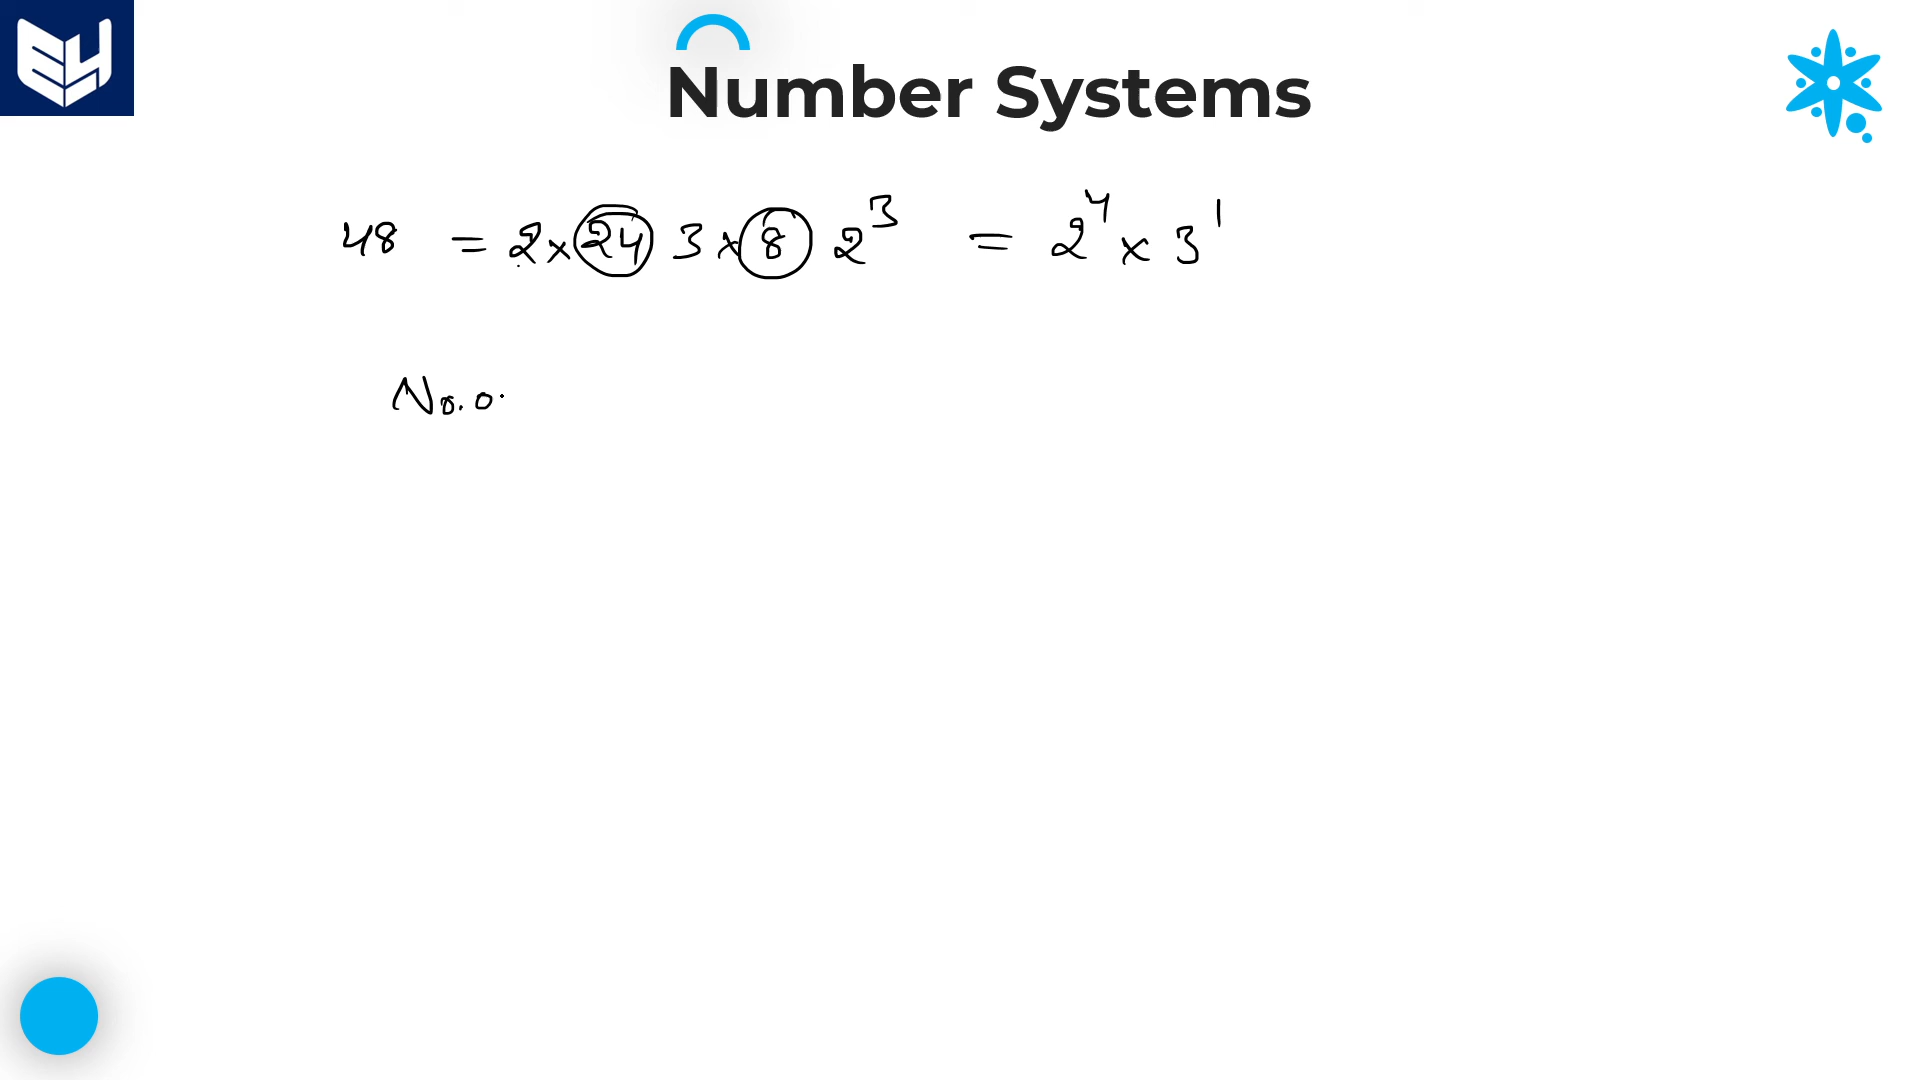 Number Systems
48 = 2 × 24 3 × 8 2³ = 2⁴ × 3¹
No. o